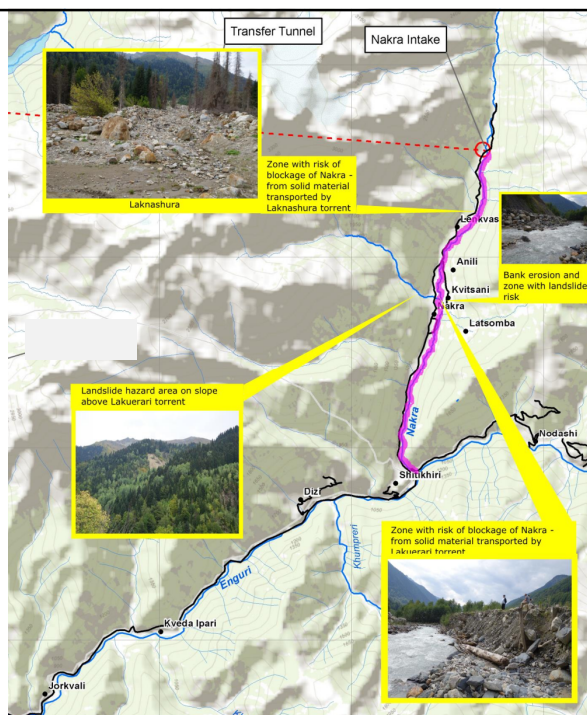 Transfer Tunnel
Nakra Intake
Zone with risk of
blockage of Nakra -
from solid material
transported by
Laknashura torrent
Laknashura
Lenkvas
Anili
Bank erosion and
zone with landslide
risk
Kvitsani
Nakra
Latsomba
Landslide hazard area on slope
above Lakuerari torrent
Nakra
Nodashi
Shtikhiri
Dizi
Khumpreri
Zone with risk of blockage of Nakra -
from solid material transported by
Lakuerari torrent
Enguri
Kveda Ipari
Jorkvali